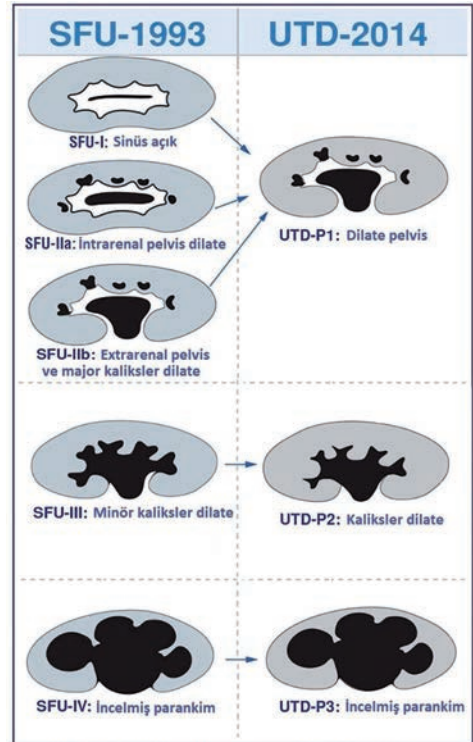 SFU-1993
UTD-2014
SFU-I: Sinüs açık
SFU-IIa: İntrarenal pelvis dilate
UTD-P1: Dilate pelvis
SFU-IIb: Extrarenal pelvis
ve major kaliksler dilate
SFU-III: Minör kaliksler dilate
UTD-P2: Kaliksler dilate
SFU-IV: İncelmiş parankim
UTD-P3: İncelmiş parankim